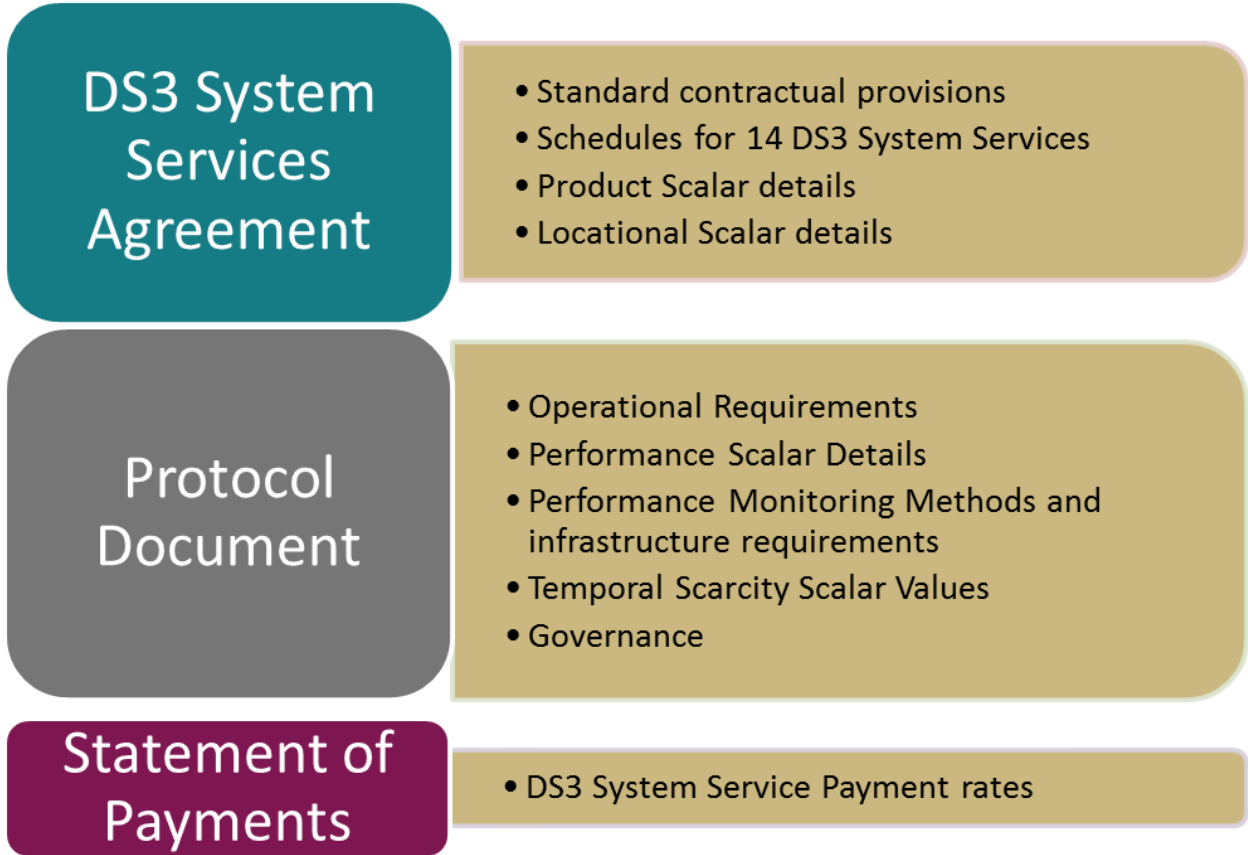 DS3 System
Services
Agreement
• Standard contractual provisions
• Schedules for 14 DS3 System Services
• Product Scalar details
• Locational Scalar details
Protocol
Document
• Operational Requirements
• Performance Scalar Details
• Performance Monitoring Methods and
infrastructure requirements
• Temporal Scarcity Scalar Values
• Governance
Statement of
Payments
• DS3 System Service Payment rates